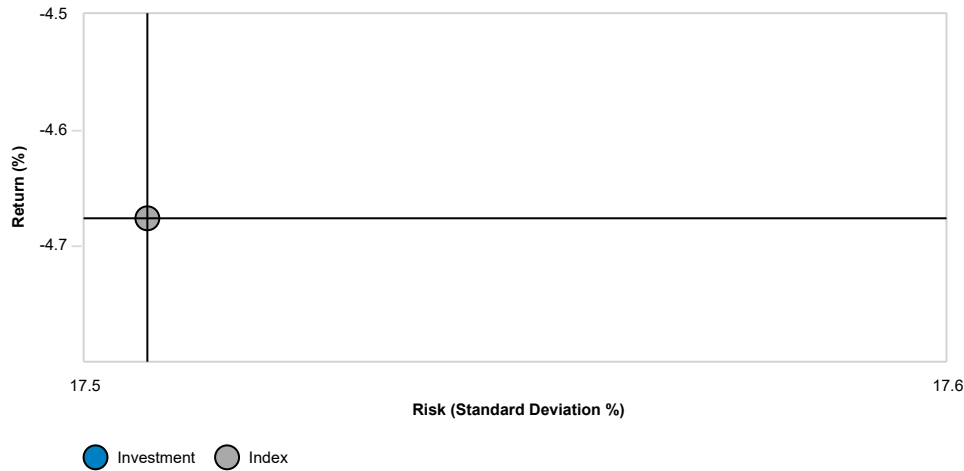 -4.5
-4.6
Return (%)
-4.7
17.5
17.6
Risk (Standard Deviation %)
Investment
Index